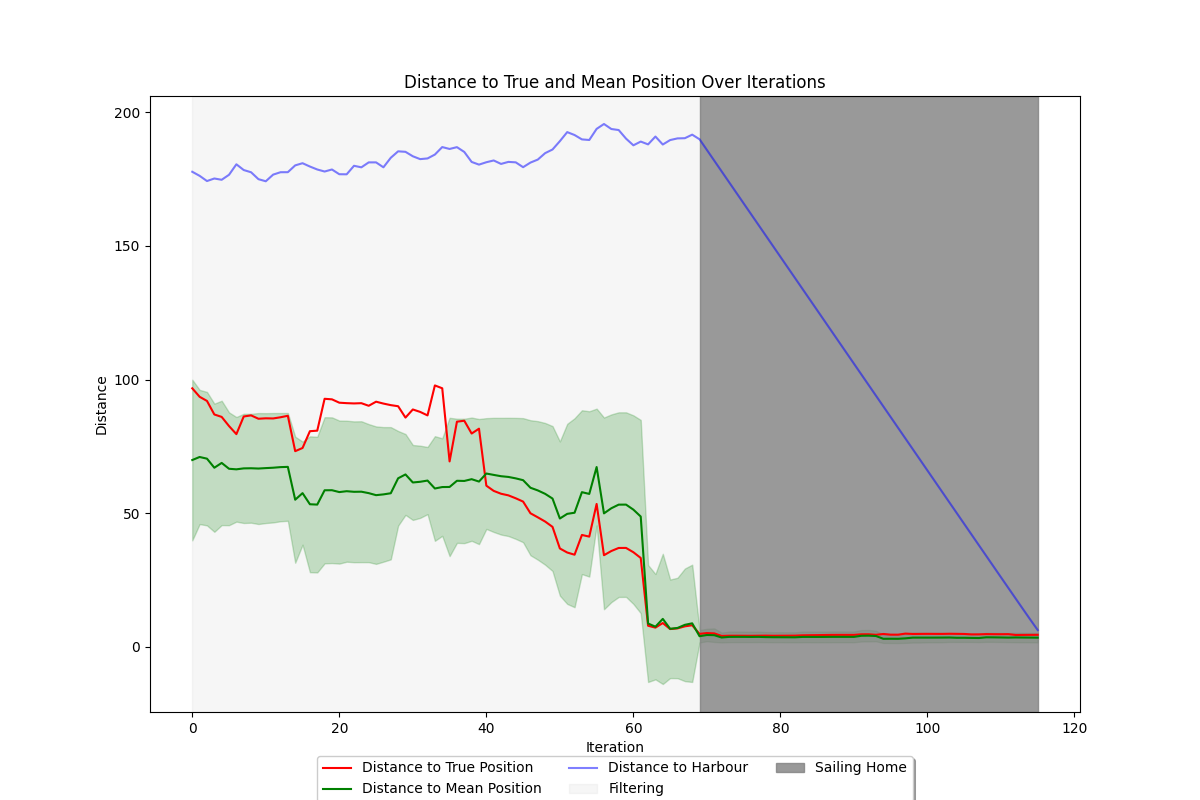 Distance to True and Mean Position Over Iterations
200
150
100
50
0
Distance
0 20 40 60 80 100 120
Iteration
Distance to True Position Distance to Harbour Sailing Home
Distance to Mean Position Filtering